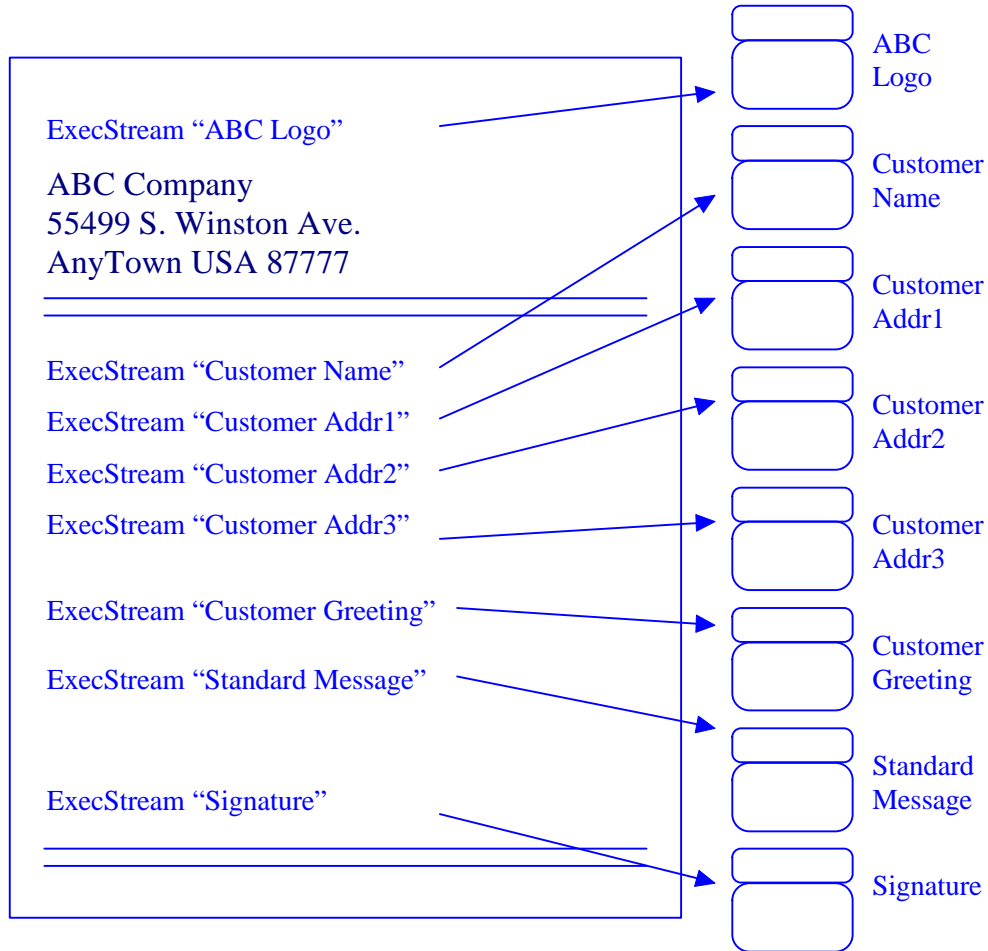 ExecStream “ABC Logo”
ABC Company
55499 S. Winston Ave.
AnyTown USA 87777
ExecStream “Customer Name”
ExecStream “Customer Addr1”
ExecStream “Customer Addr2”
ExecStream “Customer Addr3”
ExecStream “Customer Greeting”
ExecStream “Standard Message”
ExecStream “Signature”
ABC
Logo
Customer
Name
Customer
Addr1
Customer
Addr2
Customer
Addr3
Customer
Greeting
Standard
Message
Signature